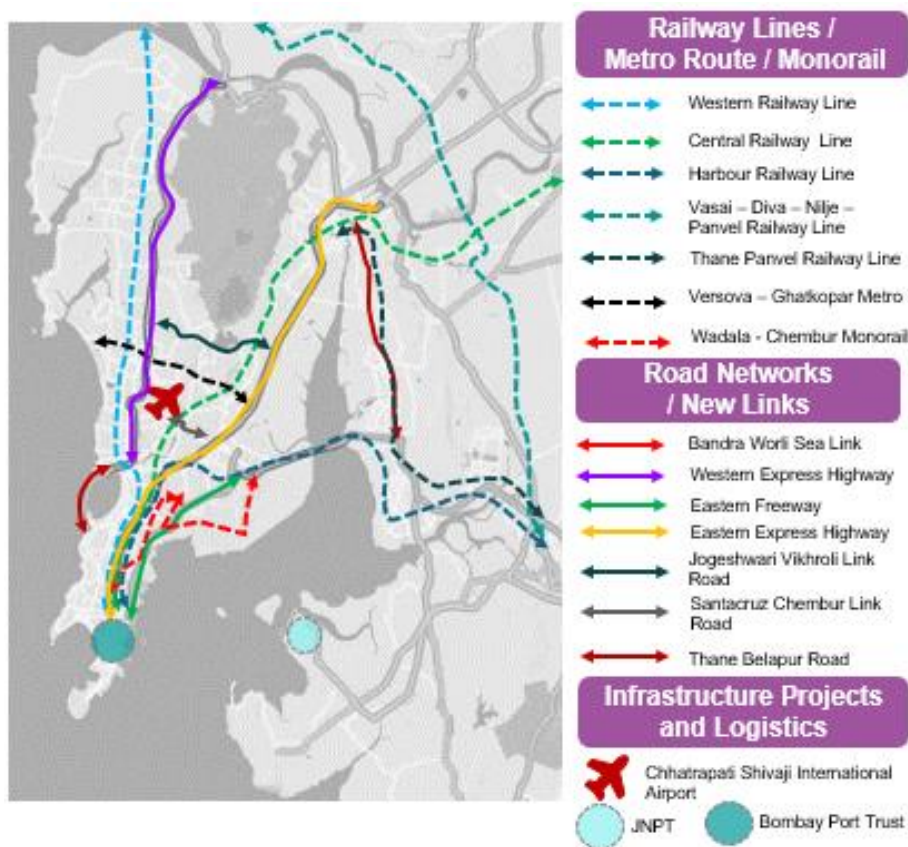 Railway Lines /
Metro Route / Monorail
Western Railway Line
Central Railway Line
Harbour Railway Line
Vasai – Diva – Nilje –
Panvel Railway Line
Thane Panvel Railway Line
Versova – Ghatkopar Metro
Wadala - Chembur Monorail
Road Networks
/ New Links
Bandra Worli Sea Link
Western Express Highway
Eastern Freeway
Eastern Express Highway
Jogeshwari Vikhroli Link
Road
Santacruz Chembur Link
Road
Thane Belapur Road
Infrastructure Projects
and Logistics
Chhatrapati Shivaji International
Airport
JNPT
Bombay Port Trust